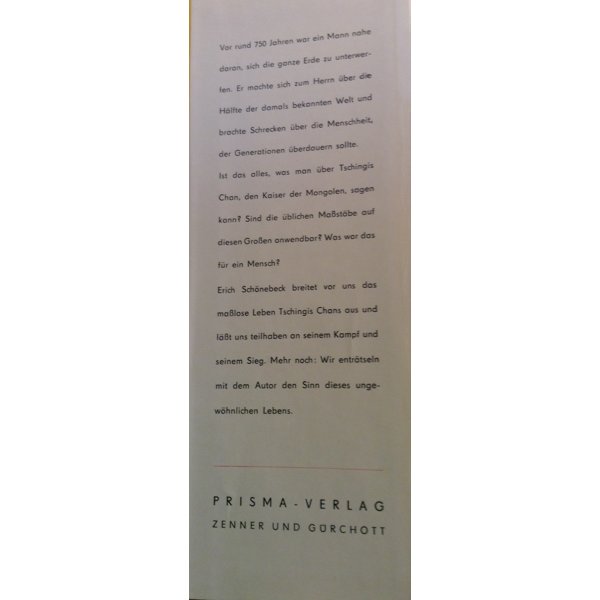 Vor rund 750 Jahren war ein Mann nahe
daran, sich die ganze Erde zu unterwer-
fen. Er machte sich zum Herrn über die
Hälfte der damals bekannten Welt und
brachte Schrecken über die Menschheit,
der Generationen überdauern sollte.
Ist das alles, was man über Tschingis
Chan, den Kaiser der Mongolen, sagen
kann? Sind die üblichen Maßstäbe auf
diesen Großen anwendbar? Was war das
für ein Mensch?
Erich Schönebeck breitet vor uns das
maßlose Leben Tschingis Chans aus und
läßt uns teilhaben an seinem Kampf und
seinem Sieg. Mehr noch: Wir enträtseln
mit dem Autor den Sinn dieses unge-
wöhnlichen Lebens.
PRISMA-VERLAG
ZENNER UND GÜRCHOTT